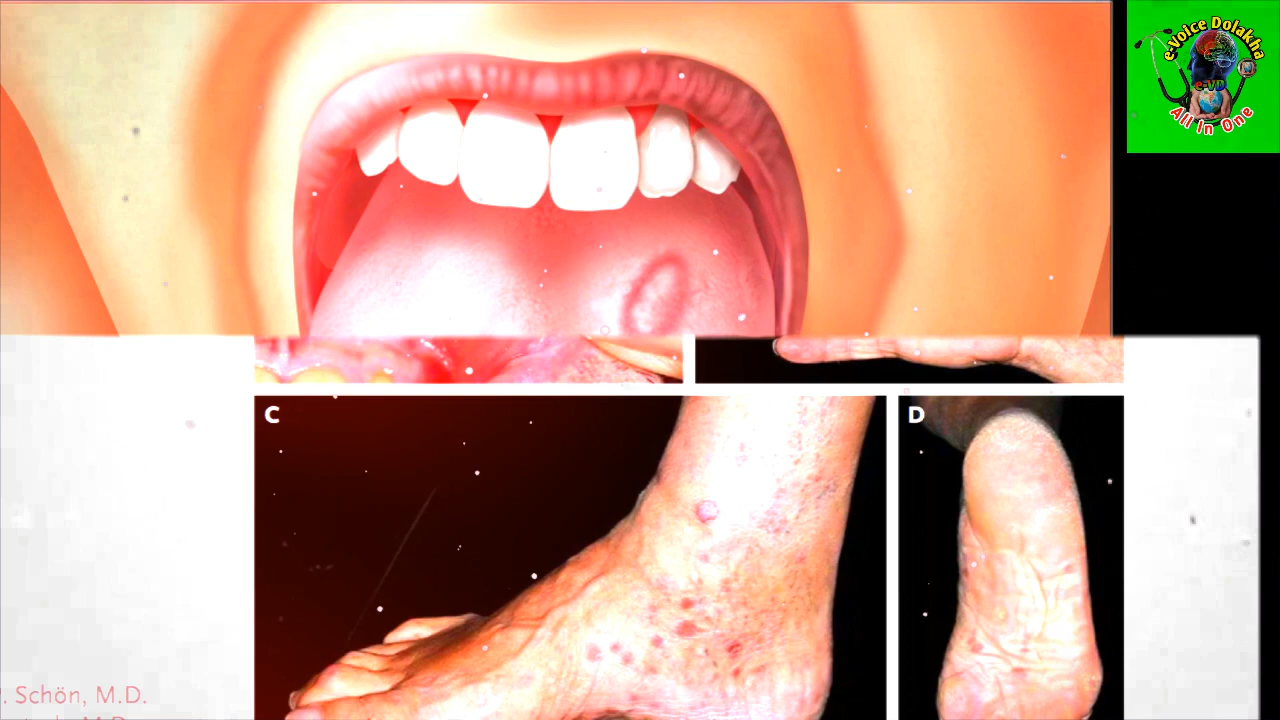 e-Voice Dolakha
e-VD
All in One
C
D
. Schön, M.D.